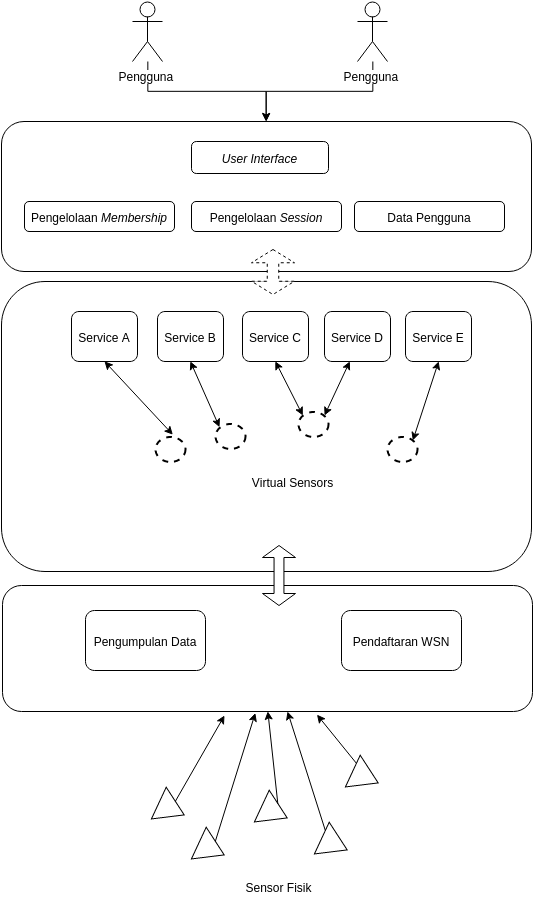 Pengguna Pengguna
User Interface
Pengelolaan Membership Pengelolaan Session Data Pengguna
Service A Service B Service C Service D Service E
Virtual Sensors
Pengumpulan Data Pendaftaran WSN
Sensor Fisik